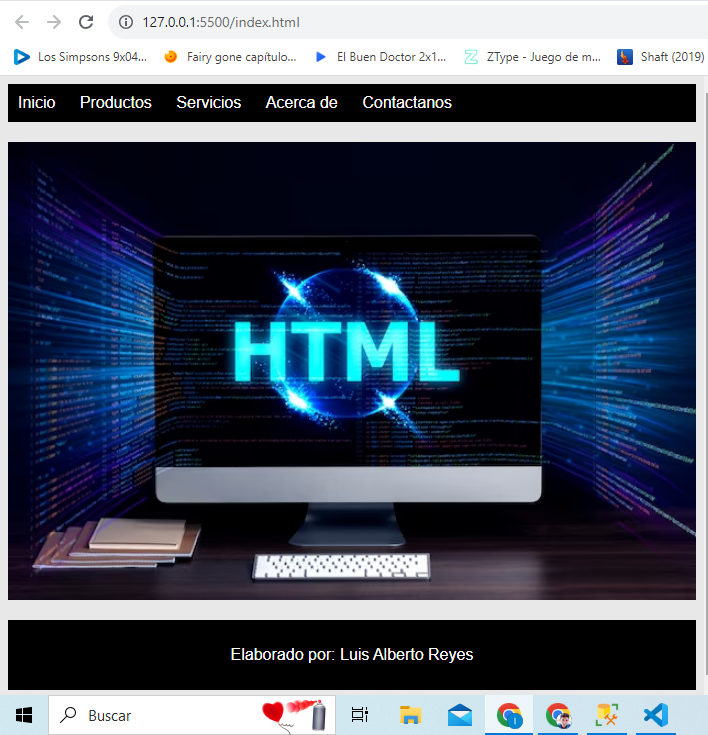 127.0.0.1:5500/index.html
Los Simpsons 9x04... Fairy gone capítulo... El Buen Doctor 2x1... ZType - Juego de m... Shaft (2019)
Inicio Productos Servicios Acerca de Contactanos
HTML
Elaborado por: Luis Alberto Reyes
Buscar